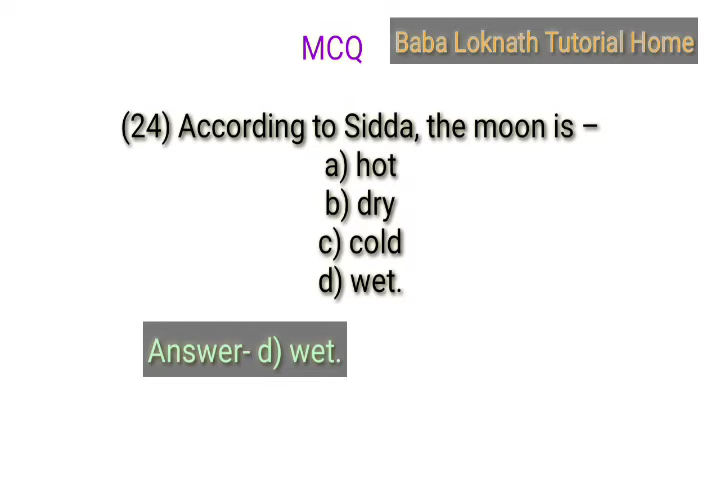 MCQ
Baba Loknath Tutorial Home
(24) According to Sidda, the moon is –
a) hot
b) dry
c) cold
d) wet.
Answer- d) wet.